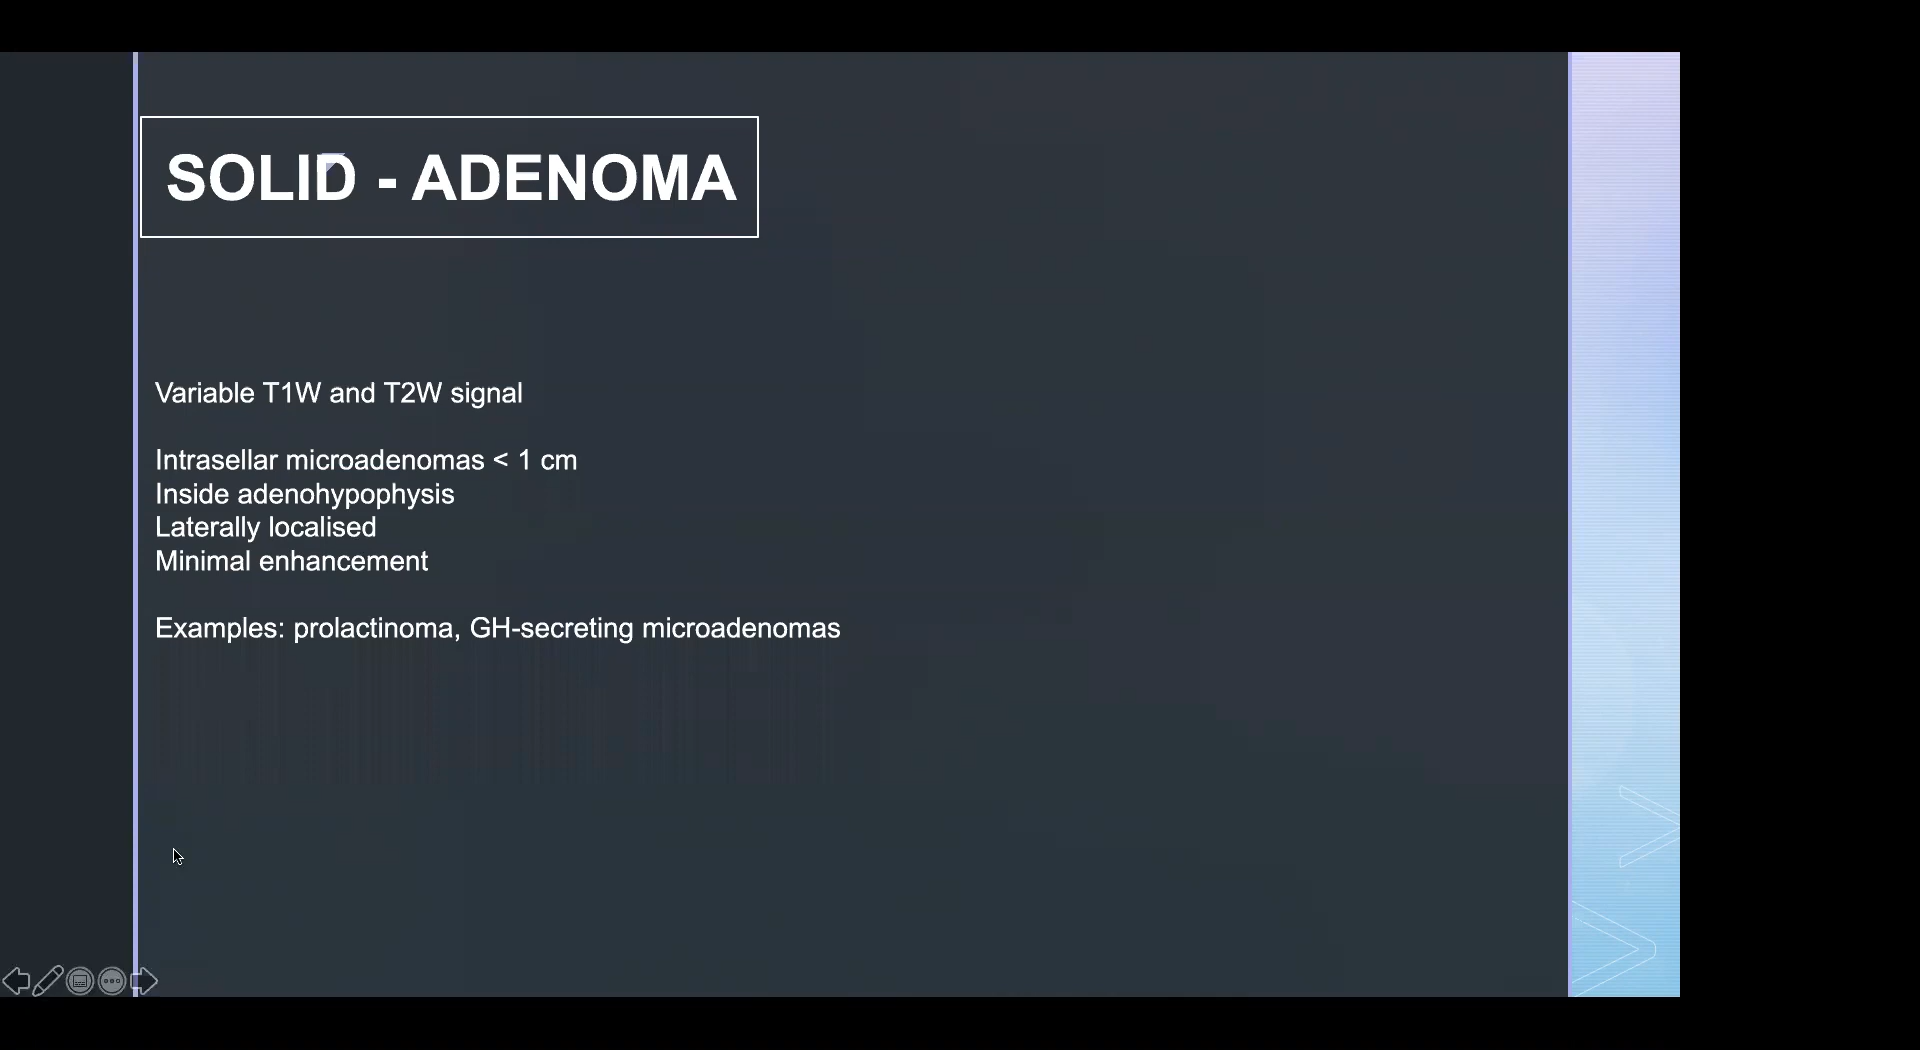 SOLID - ADENOMA
Variable T1W and T2W signal
Intrasellar microadenomas < 1 cm
Inside adenohypophysis
Laterally localised
Minimal enhancement
Examples: prolactinoma, GH-secreting microadenomas